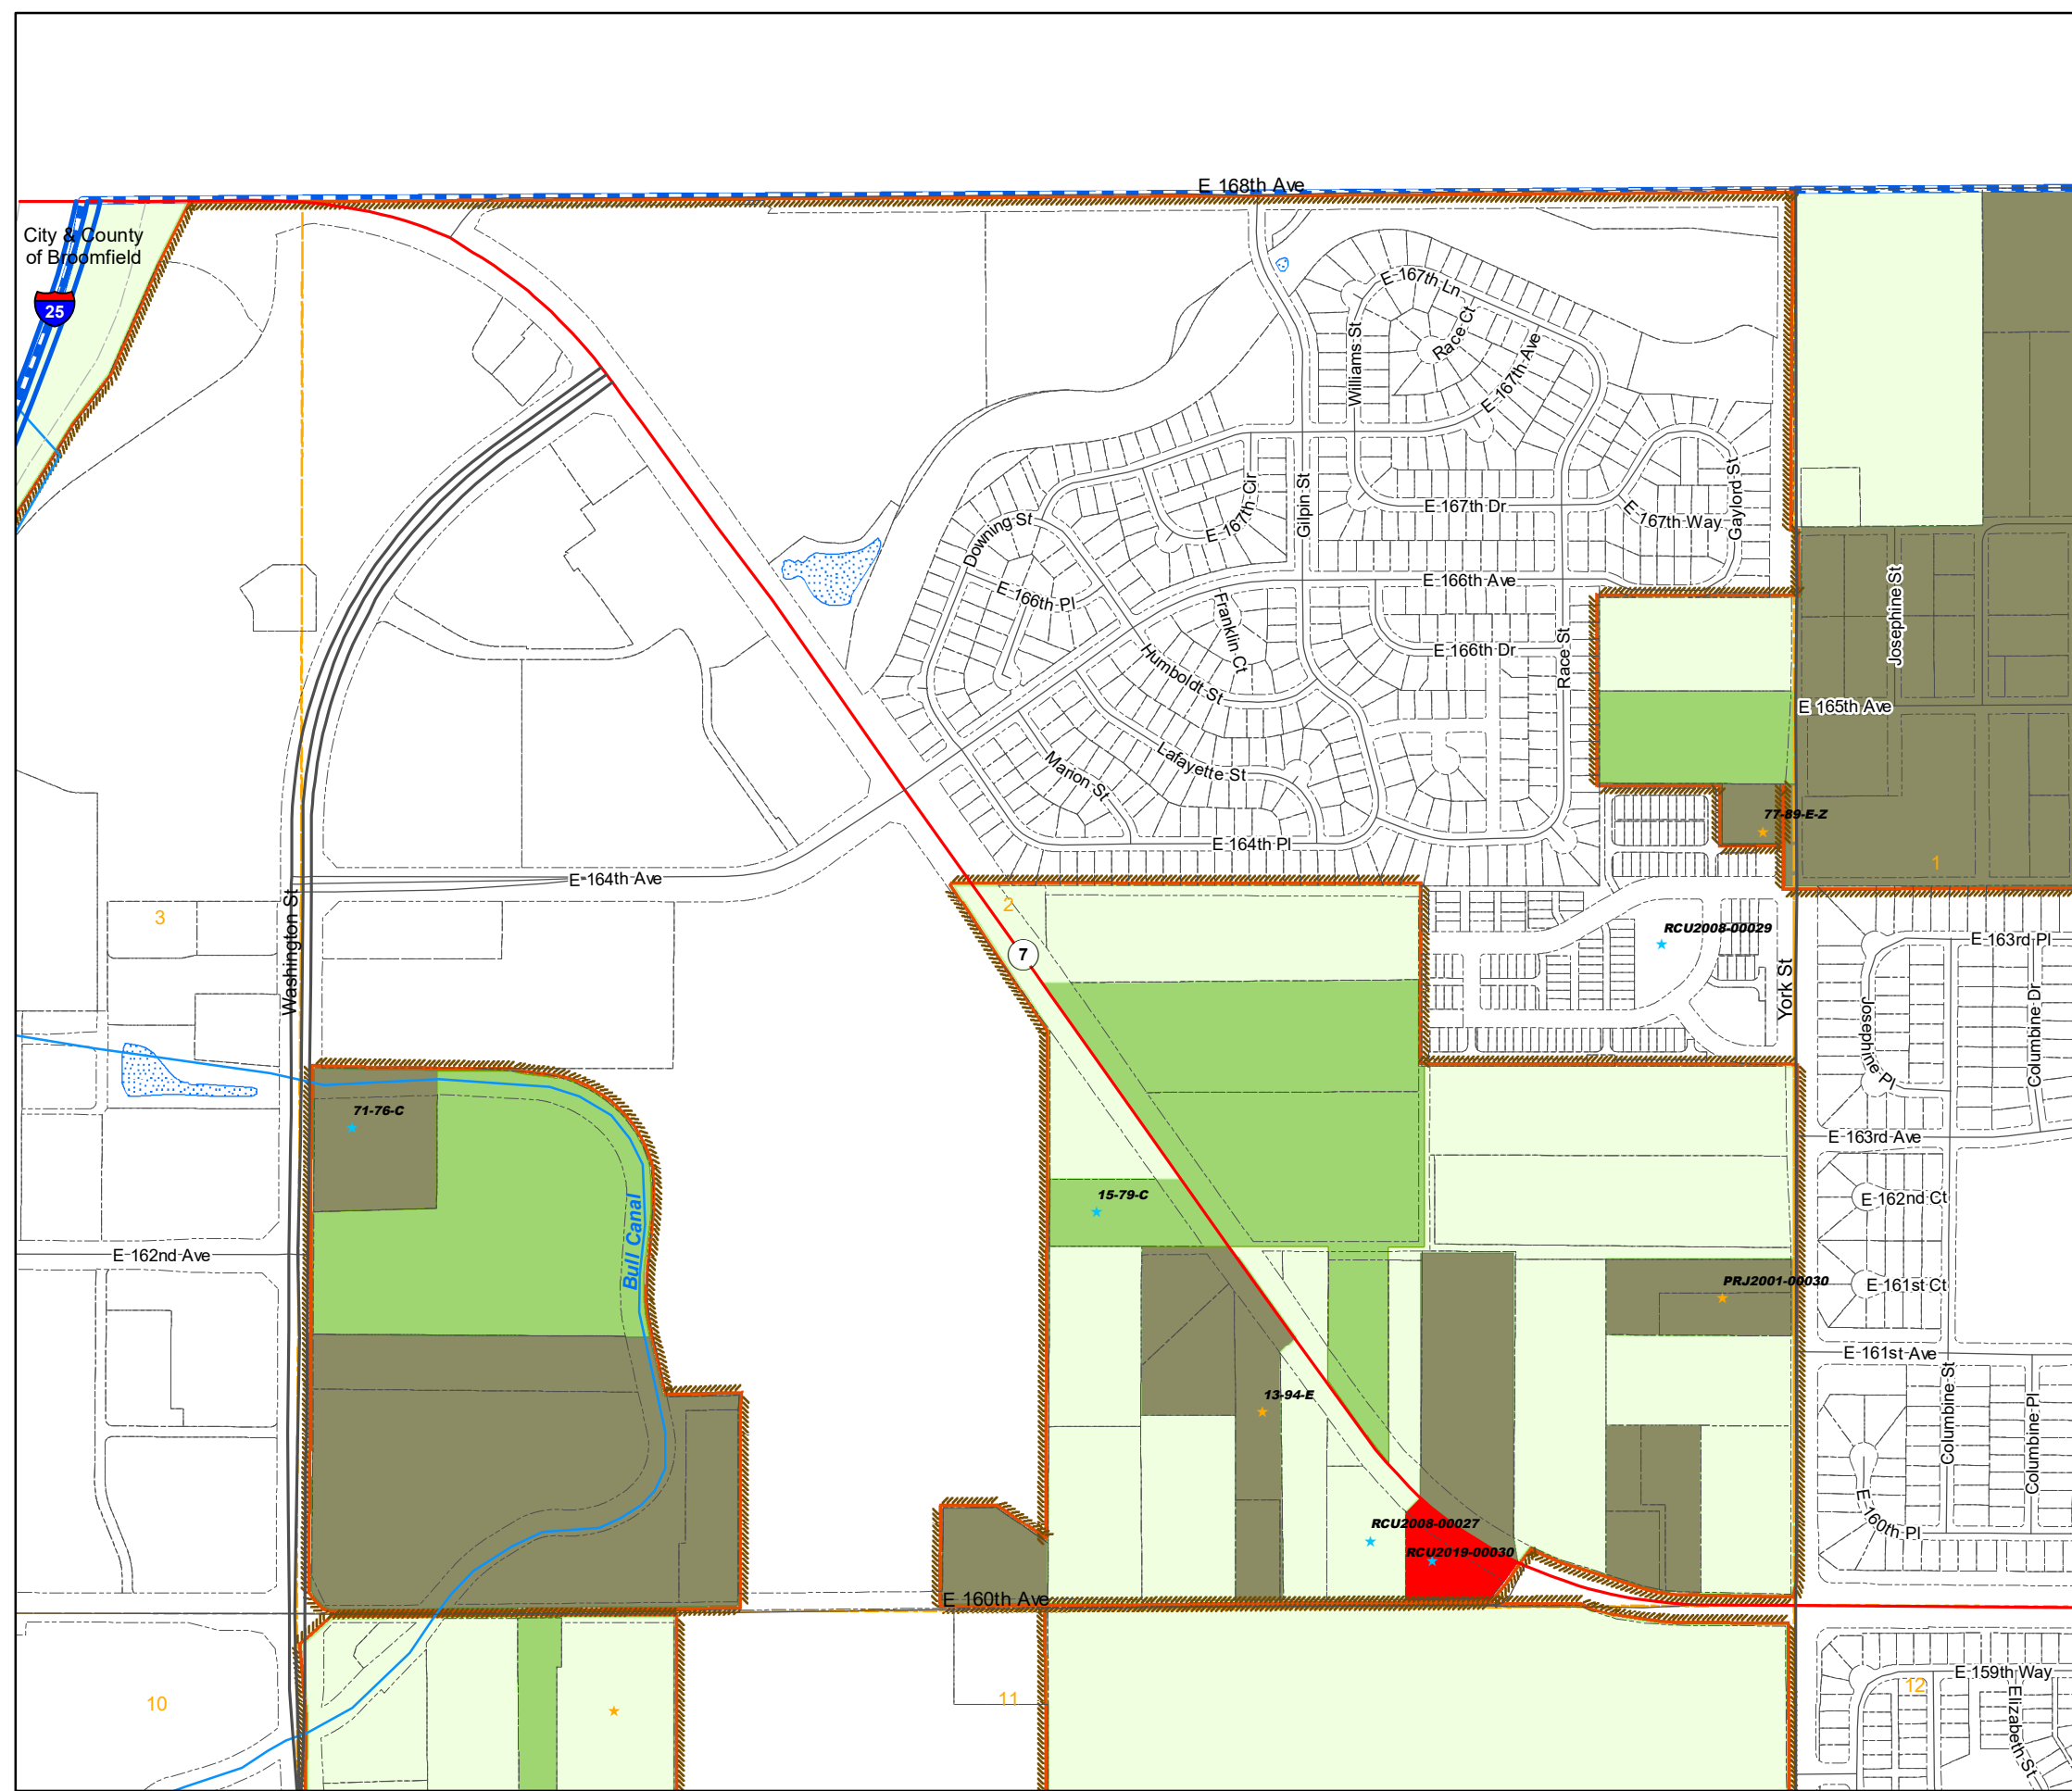 E 168th Ave
City & County
of Broomfield
25
E 167th Ln
Race Ct
Williams St
E 167th Ave
Gilpin St
E 167th Cir
E 167th Dr
E 167th Way
Gaylord St
Downing St
E 166th Pl
E 166th Ave
Franklin Ct
Humboldt St
E 166th Dr
Race St
Josephine St
E 165th Ave
Lafayette St
Marion St
E 164th Pl
77-89-E-Z
1
E 164th Ave
3
2
Washington St
7
RCU2008-00029
York St
E 163rd Pl
Josephine Pl
Columbine Dr
71-76-C
E 163rd Ave
15-79-C
E 162nd Ct
Bull Canal
E 162nd Ave
PRJ2001-00030
E 161st Ct
E 161st Ave
13-94-E
Columbine St
Columbine Pl
E 160th Pl
RCU2008-00027
RCU2019-00030
E 160th Ave
10
11
12
E 159th Way
Elizabeth St